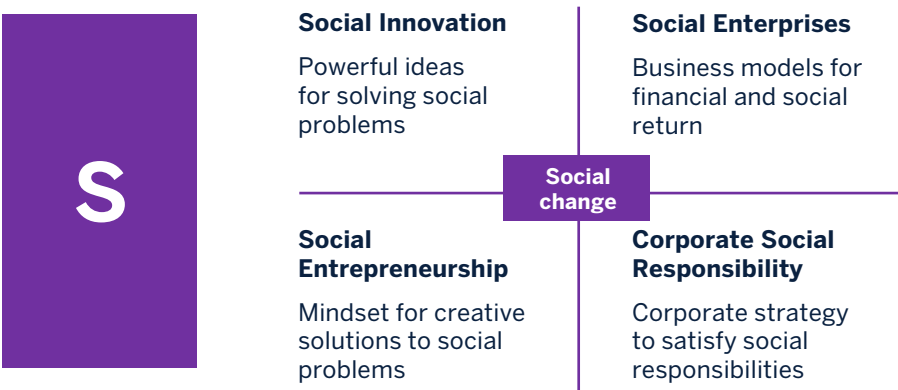 S
Social Innovation
Powerful ideas
for solving social
problems
Social Enterprises
Business models for
financial and social
return
Social
change
Social
Entrepreneurship
Mindset for creative
solutions to social
problems
Corporate Social
Responsibility
Corporate strategy
to satisfy social
responsibilities